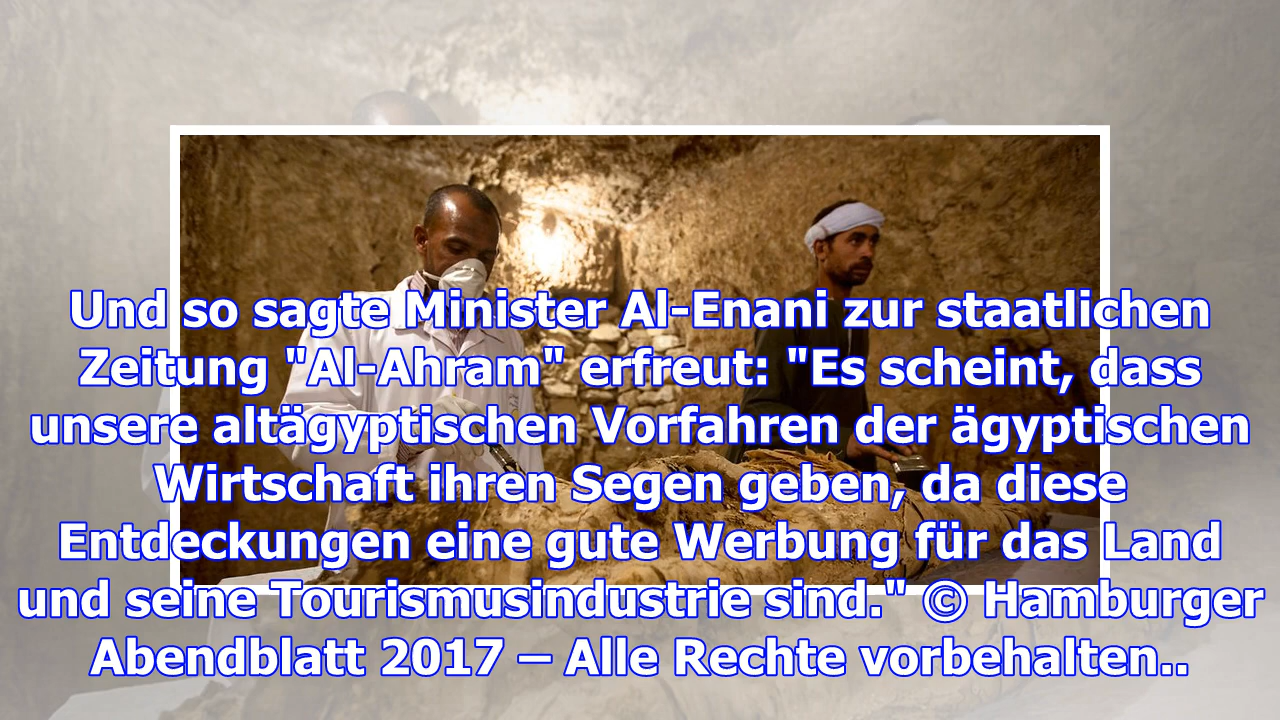 Und so sagte Minister Al-Enani zur staatlichen
Zeitung "Al-Ahram" erfreut: "Es scheint, dass
unsere altägyptischen Vorfahren der ägyptischen
Wirtschaft ihren Segen geben, da diese
Entdeckungen eine gute Werbung für das Land
und seine Tourismusindustrie sind." © Hamburger
Abendblatt 2017 – Alle Rechte vorbehalten..